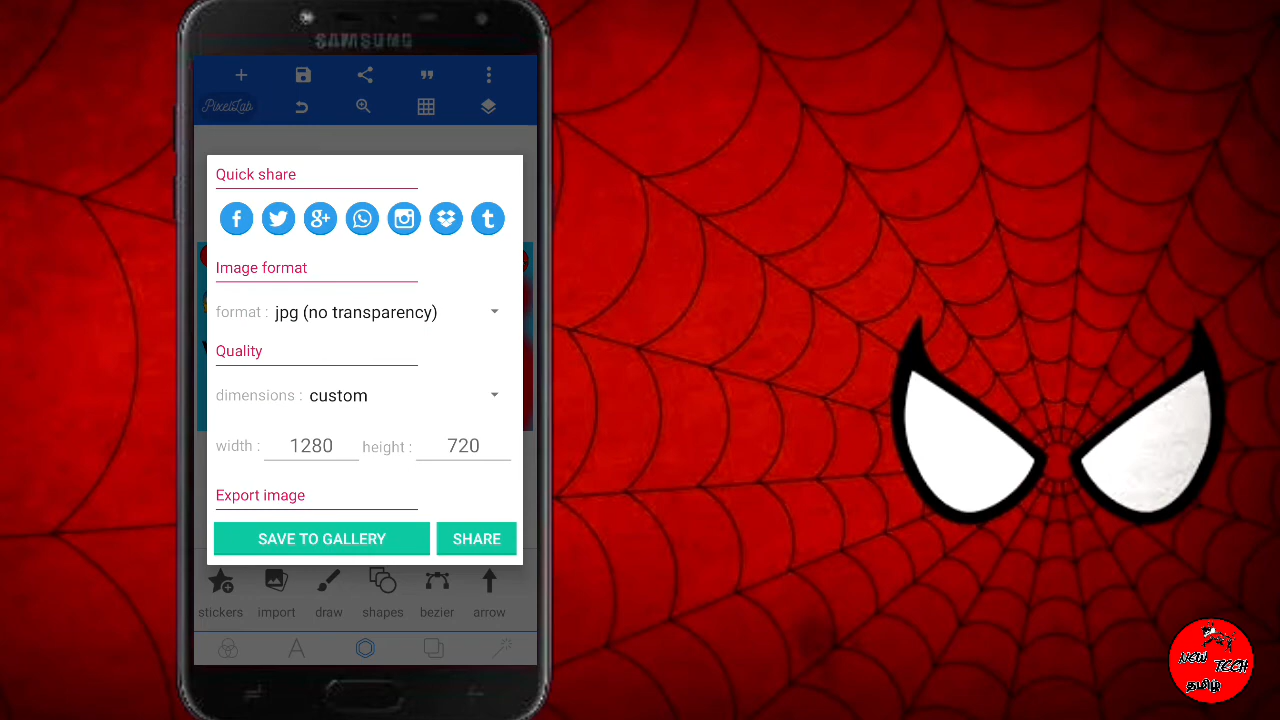 SAMSUNG
PixelLab
Quick share
Image format
format : jpg (no transparency)
Quality
dimensions : custom
width : 1280 height : 720
Export image
SAVE TO GALLERY SHARE
stickers import draw shapes bezier arrow
NEW
TECH
தமிழ்